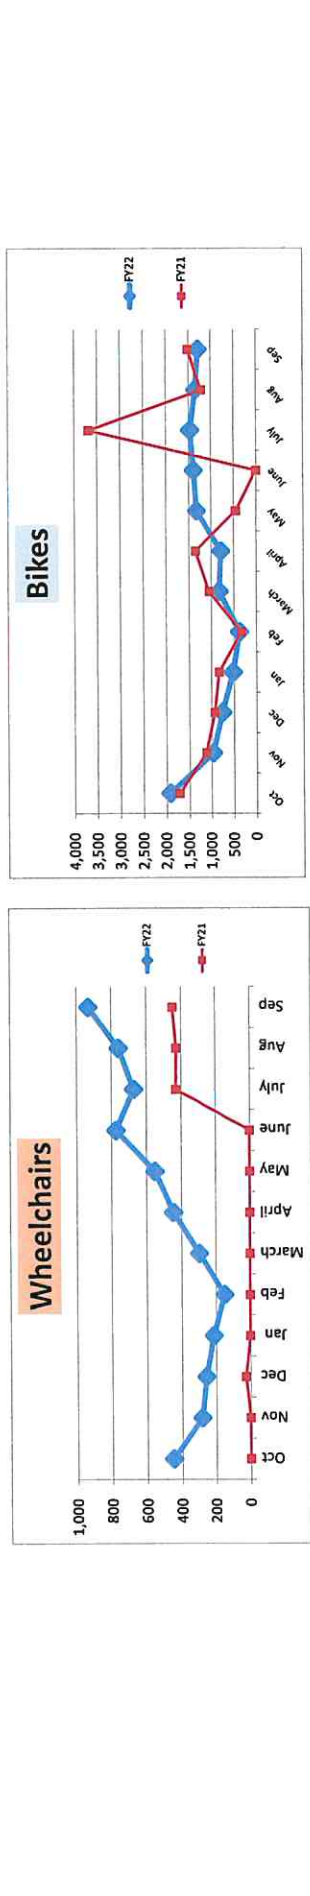 Wheelchairs
1,000
800
600
400
200
0
Oct
Nov
Dec
Jan
Feb
March
April
May
June
July
Aug
Sep
FY22
FY21
Bikes
4,000
3,500
3,000
2,500
2,000
1,500
1,000
500
0
Oct
Nov
Dec
Jan
Feb
March
April
May
June
July
Aug
Sep
FY22
FY21